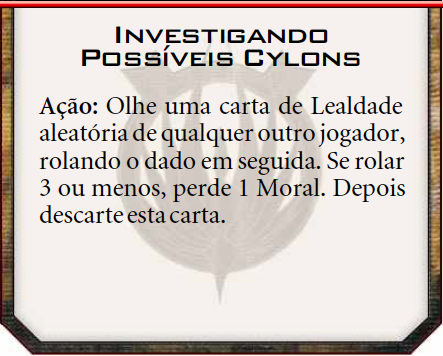 Investigando
Possíveis Cylons
Ação: Olhe uma carta de Lealdade
aleatória de qualquer outro jogador,
rolando o dado em seguida. Se rolar
3 ou menos, perde 1 Moral. Depois
descarte esta carta.